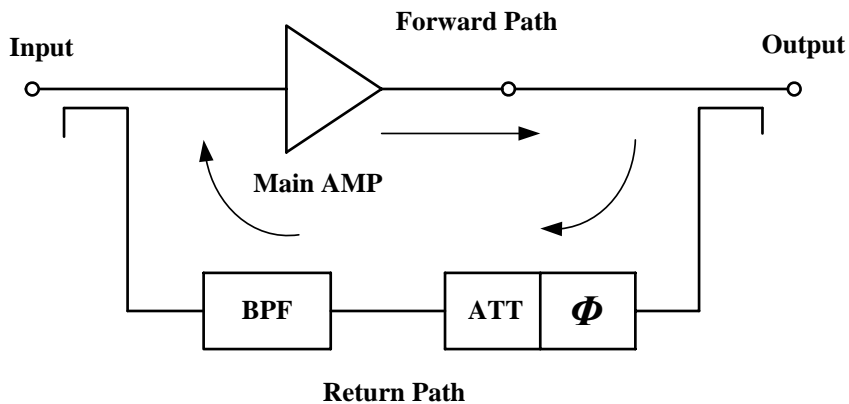 Forward Path
Input
Output
Main AMP
BPF
ATT
Φ
Return Path